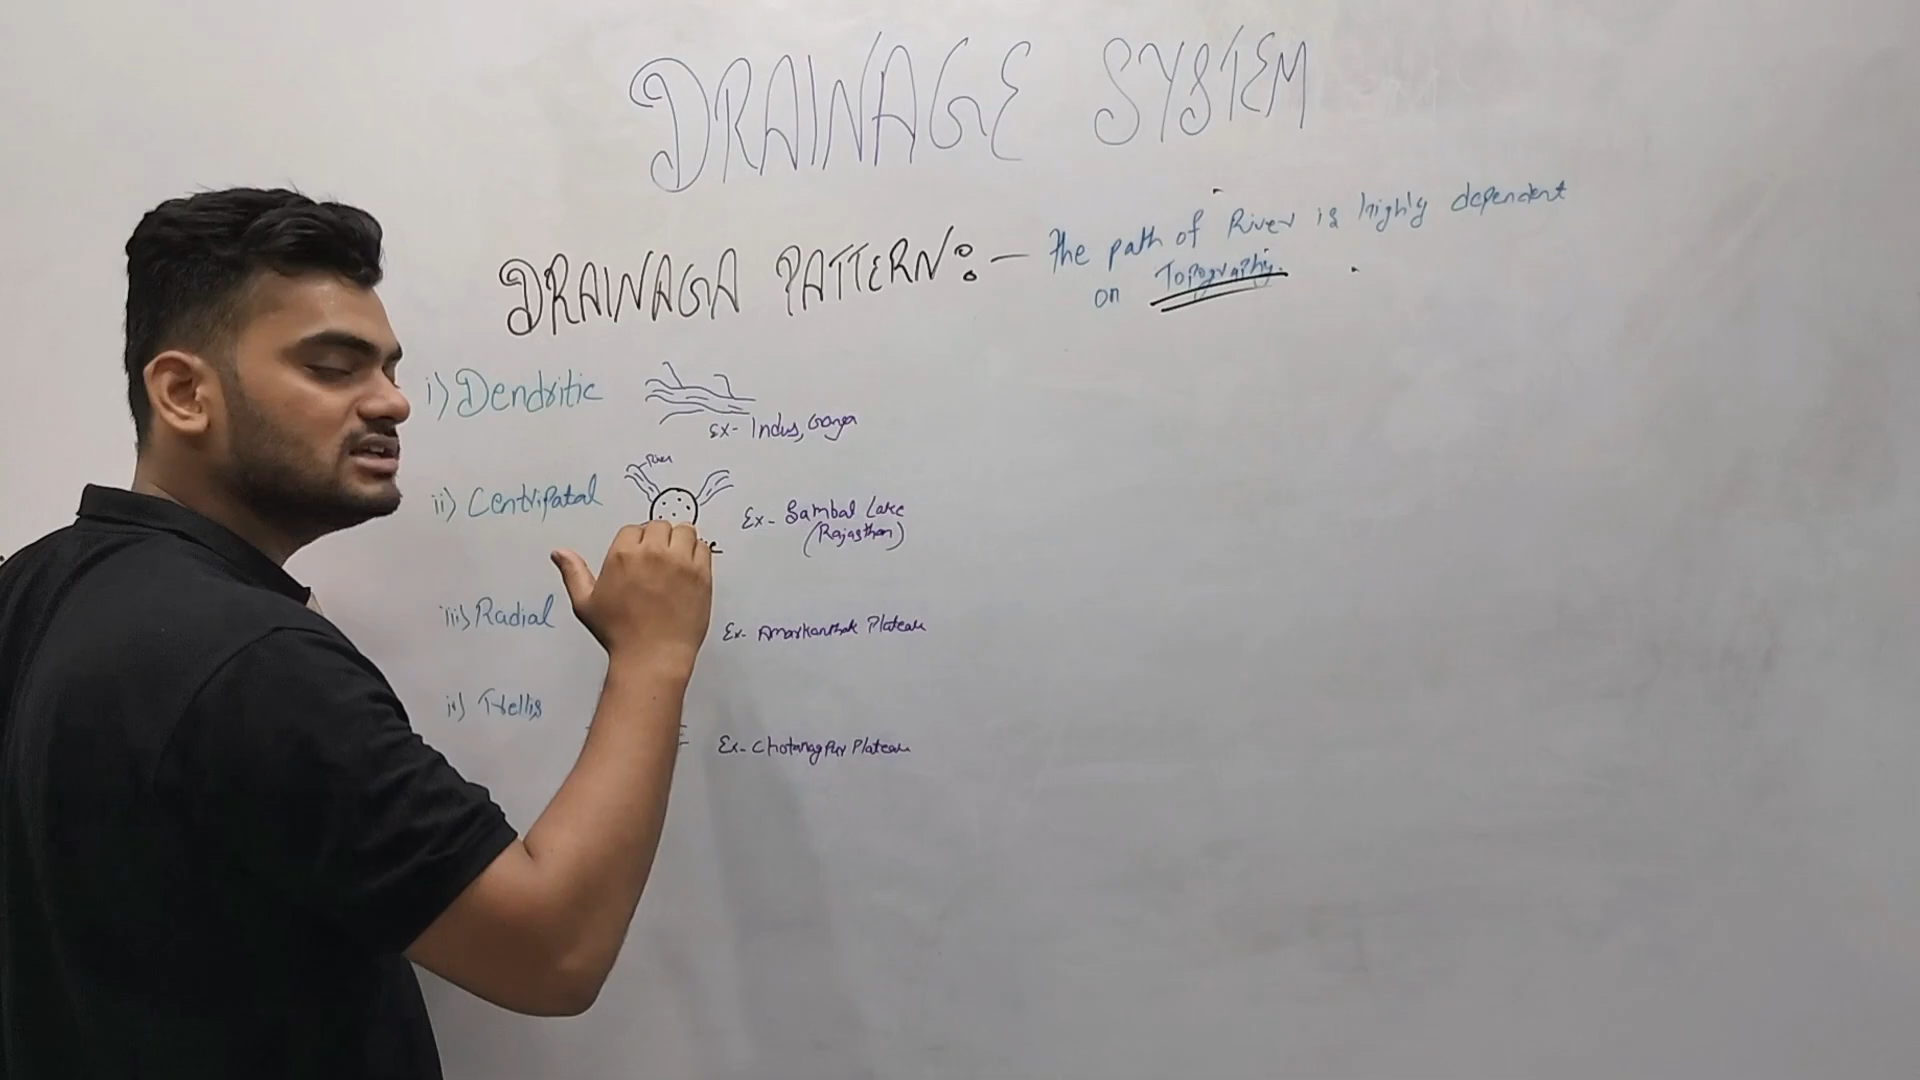 DRAINAGE SYSTEM
DRAINAGA PATTERN:- The path of River is highly dependent
on Topography.
i) Dendritic
Ex- Indus, Ganga
River
ii) Centripatal
Ex- Sambal Lake
(Rajasthan)
iii) Radial
Ex- Amarkantak Plateau
iv) Trellis
Ex- Chotanagpur Plateau